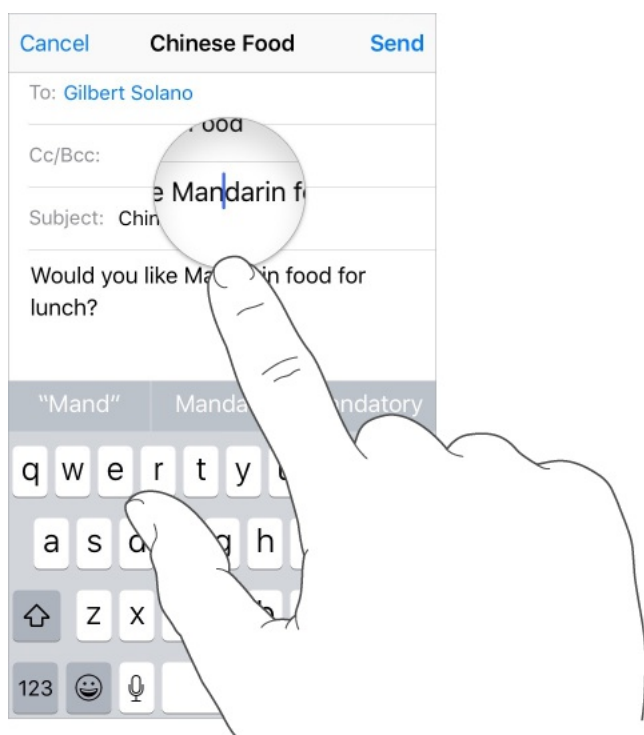 Cancel Chinese Food Send
To: Gilbert Solano
Food
Cc/Bcc:
e Mandarin f
Subject: Chin
Would you like Ma in food for
lunch?
"Mand" Manda ndatory
q w e r t y
a s d g h
z x b
123